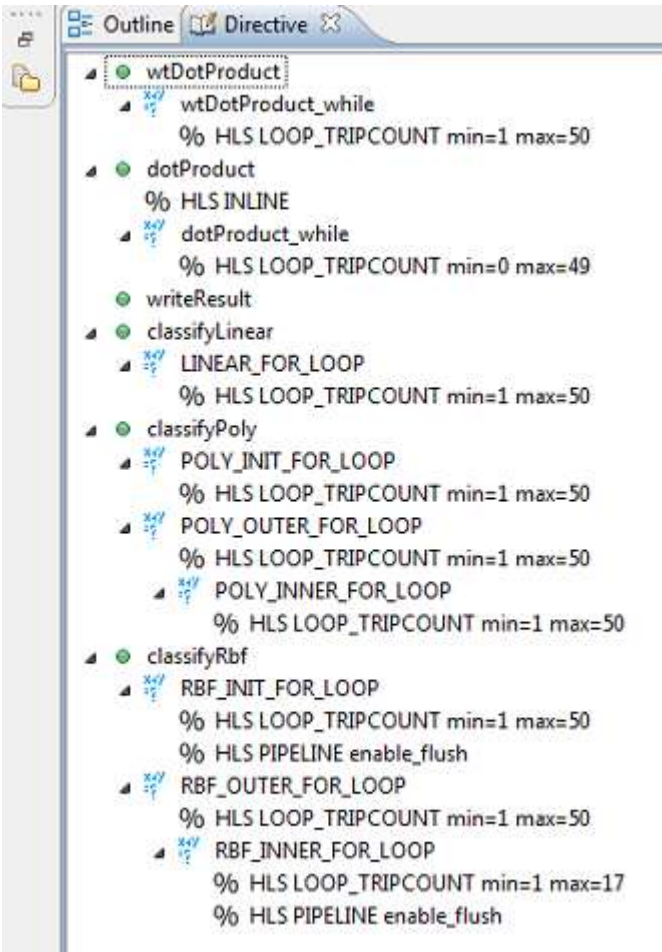 Outline Directive
wtDotProduct
wtDotProduct_while
% HLS LOOP_TRIPCOUNT min=1 max=50
dotProduct
% HLS INLINE
dotProduct_while
% HLS LOOP_TRIPCOUNT min=0 max=49
writeResult
classifyLinear
LINEAR_FOR_LOOP
% HLS LOOP_TRIPCOUNT min=1 max=50
classifyPoly
POLY_INIT_FOR_LOOP
% HLS LOOP_TRIPCOUNT min=1 max=50
POLY_OUTER_FOR_LOOP
% HLS LOOP_TRIPCOUNT min=1 max=50
POLY_INNER_FOR_LOOP
% HLS LOOP_TRIPCOUNT min=1 max=50
classifyRbf
RBF_INIT_FOR_LOOP
% HLS LOOP_TRIPCOUNT min=1 max=50
% HLS PIPELINE enable_flush
RBF_OUTER_FOR_LOOP
% HLS LOOP_TRIPCOUNT min=1 max=50
RBF_INNER_FOR_LOOP
% HLS LOOP_TRIPCOUNT min=1 max=17
% HLS PIPELINE enable_flush